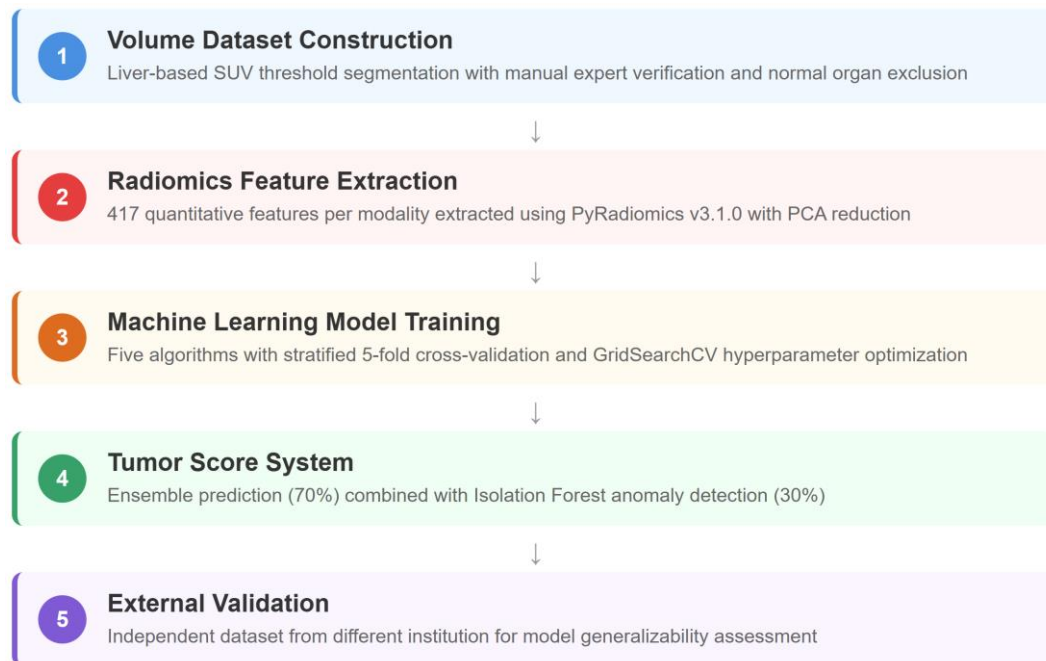 1
Volume Dataset Construction
Liver-based SUV threshold segmentation with manual expert verification and normal organ exclusion
↓
2
Radiomics Feature Extraction
417 quantitative features per modality extracted using PyRadiomics v3.1.0 with PCA reduction
↓
3
Machine Learning Model Training
Five algorithms with stratified 5-fold cross-validation and GridSearchCV hyperparameter optimization
↓
4
Tumor Score System
Ensemble prediction (70%) combined with Isolation Forest anomaly detection (30%)
↓
5
External Validation
Independent dataset from different institution for model generalizability assessment